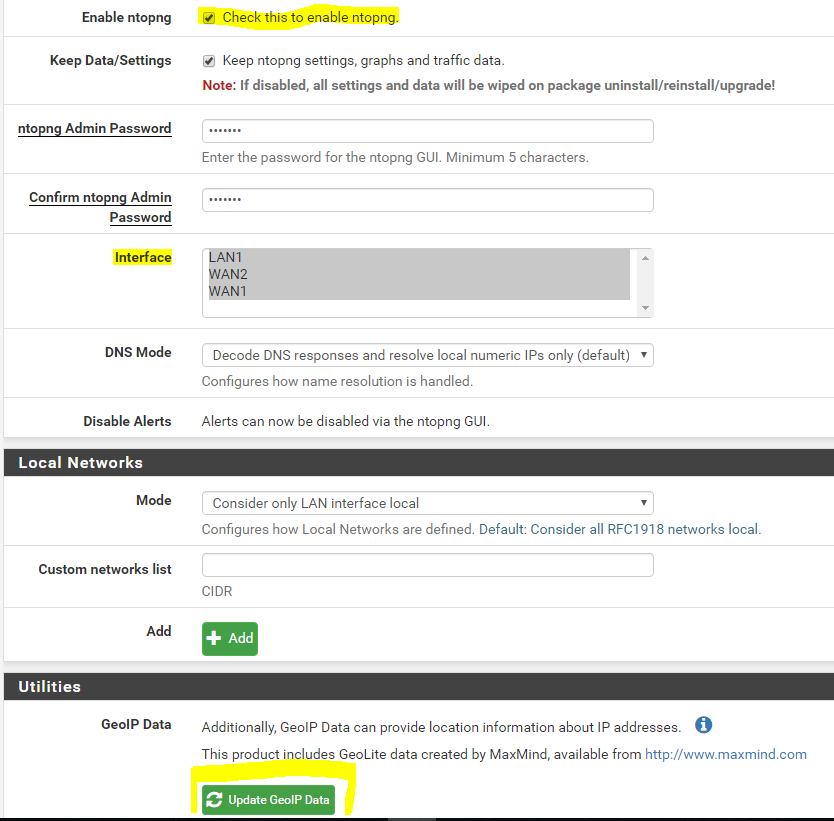 Enable ntopng
Check this to enable ntopng.
Keep Data/Settings
Keep ntopng settings, graphs and traffic data.
Note: If disabled, all settings and data will be wiped on package uninstall/reinstall/upgrade!
ntopng Admin Password
•••••••
Enter the password for the ntopng GUI. Minimum 5 characters.
Confirm ntopng Admin
Password
•••••••
Interface
LAN1
WAN2
WAN1
DNS Mode
Decode DNS responses and resolve local numeric IPs only (default)
Configures how name resolution is handled.
Disable Alerts
Alerts can now be disabled via the ntopng GUI.
Local Networks
Mode
Consider only LAN interface local
Configures how Local Networks are defined. Default: Consider all RFC1918 networks local.
Custom networks list
CIDR
Add
Add
Utilities
GeoIP Data
Additionally, GeoIP Data can provide location information about IP addresses.
This product includes GeoLite data created by MaxMind, available from http://www.maxmind.com
Update GeoIP Data